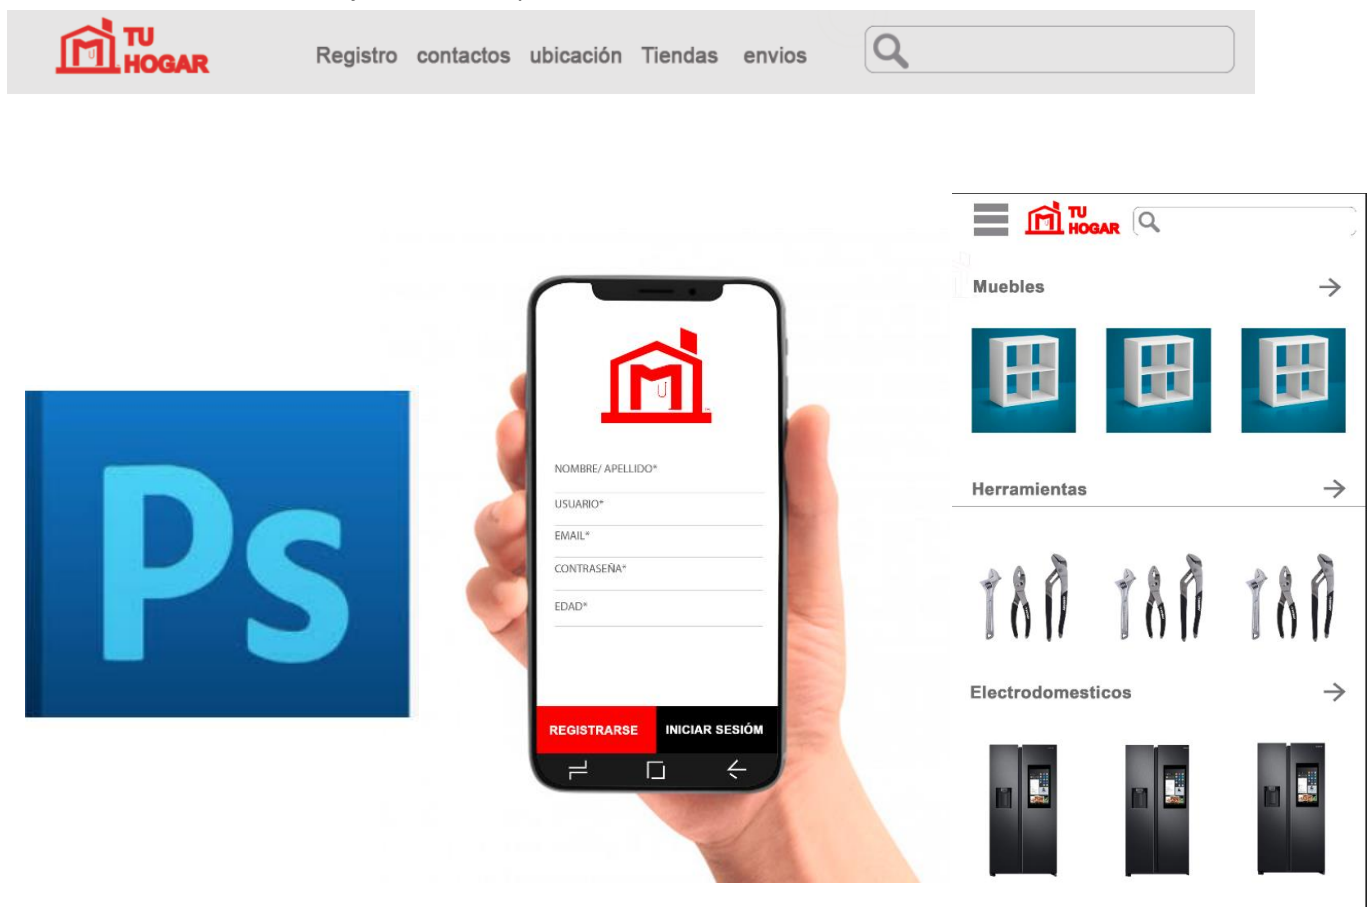 TU
HOGAR
Registro contactos ubicación Tiendas envios
TU
HOGAR
Muebles
Herramientas
Electrodomesticos
Ps
M
NOMBRE/ APELLIDO*
USUARIO*
EMAIL*
CONTRASEÑA*
EDAD*
REGISTRARSE INICIAR SESIÓM